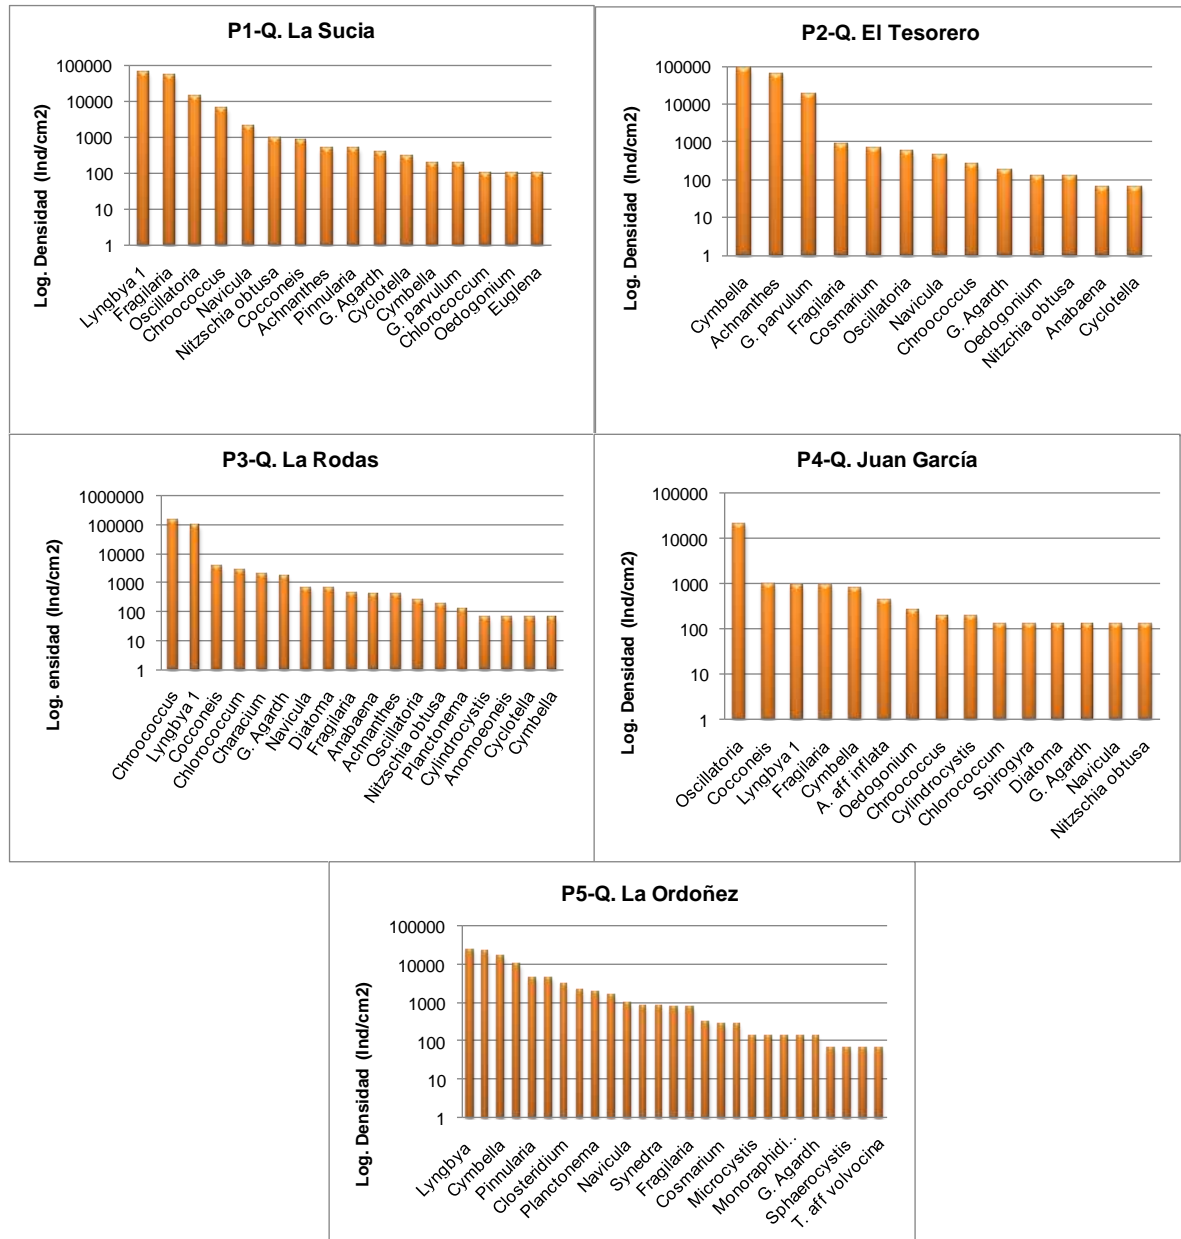 P1-Q. La Sucia
Log. Densidad (Ind/cm2)
100000
10000
1000
100
10
1
Lyngbya 1
Fragilaria
Oscillatoria
Chroococcus
Navicula
Nitzschia obtusa
Cocconeis
Achnanthes
Pinnularia
G. Agardh
Cyclotella
Cymbella
G. parvulum
Chlorococcum
Oedogonium
Euglena
P2-Q. El Tesorero
Log. Densidad (Ind/cm2)
100000
10000
1000
100
10
1
Cymbella
Achnanthes
G. parvulum
Fragilaria
Cosmarium
Oscillatoria
Navicula
Chroococcus
G. Agardh
Oedogonium
Nitzchia obtusa
Anabaena
Cyclotella
P3-Q. La Rodas
Log. ensidad (Ind/cm2)
1000000
100000
10000
1000
100
10
1
Chroococcus
Lyngbya 1
Cocconeis
Chlorococcum
Characium
G. Agardh
Navicula
Diatoma
Fragilaria
Anabaena
Achnanthes
Oscillatoria
Nitzschia obtusa
Planctonema
Cylindrocystis
Anomoeoneis
Cyclotella
Cymbella
P4-Q. Juan García
Log. Densidad (Ind/cm2)
100000
10000
1000
100
10
1
Oscillatoria
Cocconeis
Lyngbya 1
Fragilaria
Cymbella
A. aff inflata
Oedogonium
Chroococcus
Cylindrocystis
Chlorococcum
Spirogyra
Diatoma
G. Agardh
Navicula
Nitzschia obtusa
P5-Q. La Ordoñez
Log. Densidad (Ind/cm2)
100000
10000
1000
100
10
1
Lyngbya
Cymbella
Pinnularia
Closteridium
Planctonema
Navicula
Synedra
Fragilaria
Cosmarium
Microcystis
Monoraphidi...
G. Agardh
Sphaerocystis
T. aff volvocina